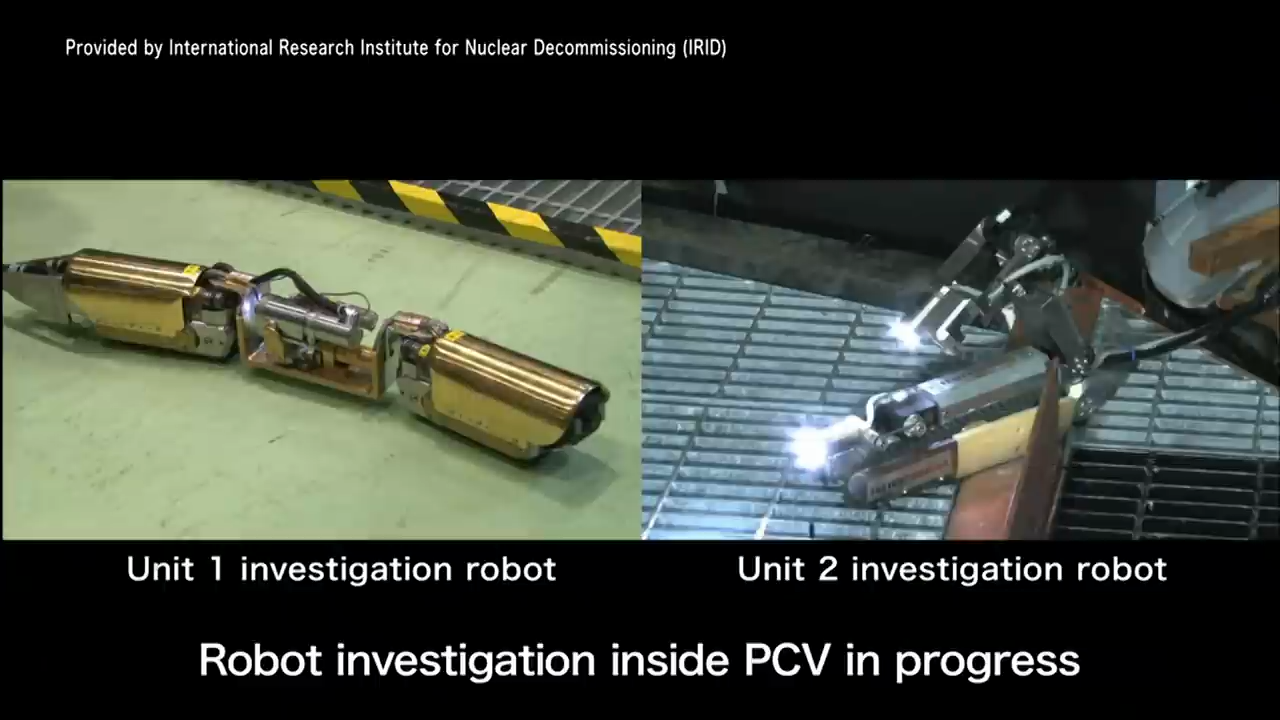 Provided by International Research Institute for Nuclear Decommissioning (IRID)
Unit 1 investigation robot
Unit 2 investigation robot
Robot investigation inside PCV in progress